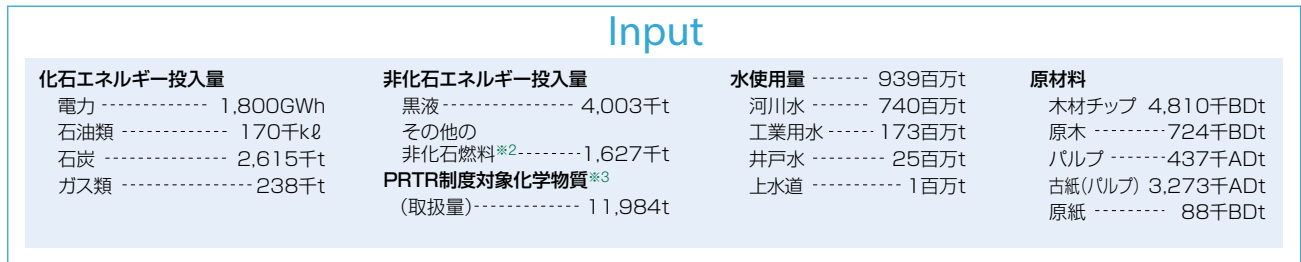 Input
化石エネルギー投入量
電力 ------------- 1,800GWh
石油類 ------------- 170千kℓ
石炭 --------------- 2,615千t
ガス類 ---------------- 238千t
非化石エネルギー投入量
黒液---------------- 4,003千t
その他の
非化石燃料※2--------1,627千t
PRTR制度対象化学物質※3
(取扱量)------------- 11,984t
水使用量 ------- 939百万t
河川水 ------- 740百万t
工業用水------ 173百万t
井戸水 --------- 25百万t
上水道 ----------- 1百万t
原材料
木材チップ 4,810千BDt
原木 ---------724千BDt
パルプ -------437千ADt
古紙(パルプ) 3,273千ADt
原紙 --------- 88千BDt